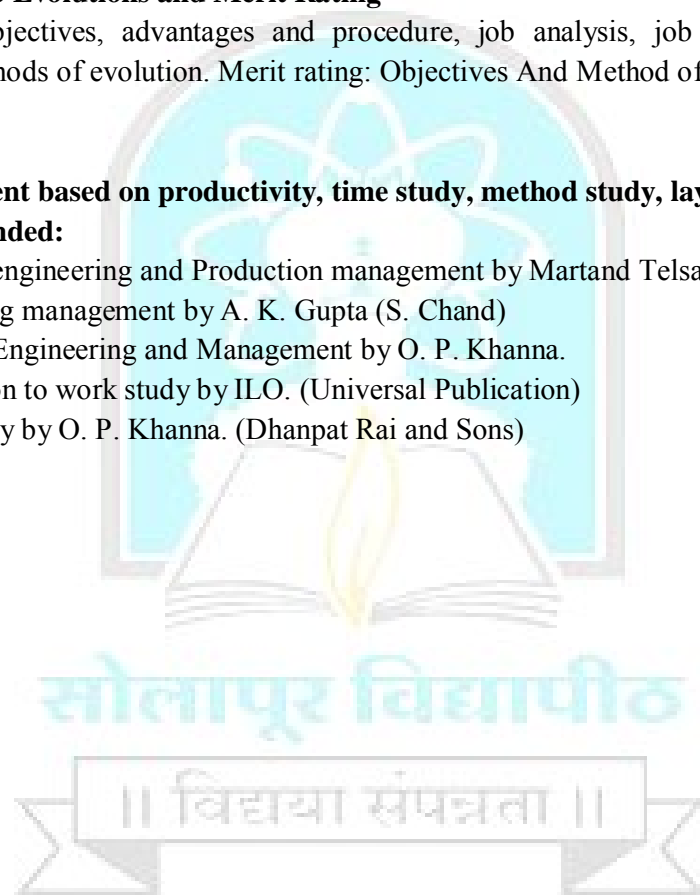 Evolutions and Merit Rating
bjectives, advantages and procedure, job analysis, job
hods of evolution. Merit rating: Objectives And Method of
ent based on productivity, time study, method study, lay
nded:
engineering and Production management by Martand Telsa
g management by A. K. Gupta (S. Chand)
Engineering and Management by O. P. Khanna.
on to work study by ILO. (Universal Publication)
y by O. P. Khanna. (Dhanpat Rai and Sons)
सोलापूर विद्यापीठ
|| विद्यया संपन्नता ||